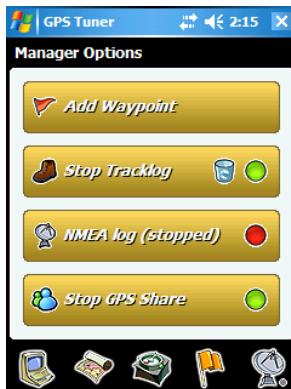 GPS Tuner 2:15
Manager Options
Add Waypoint
Stop Tracklog
NMEA log (stopped)
Stop GPS Share